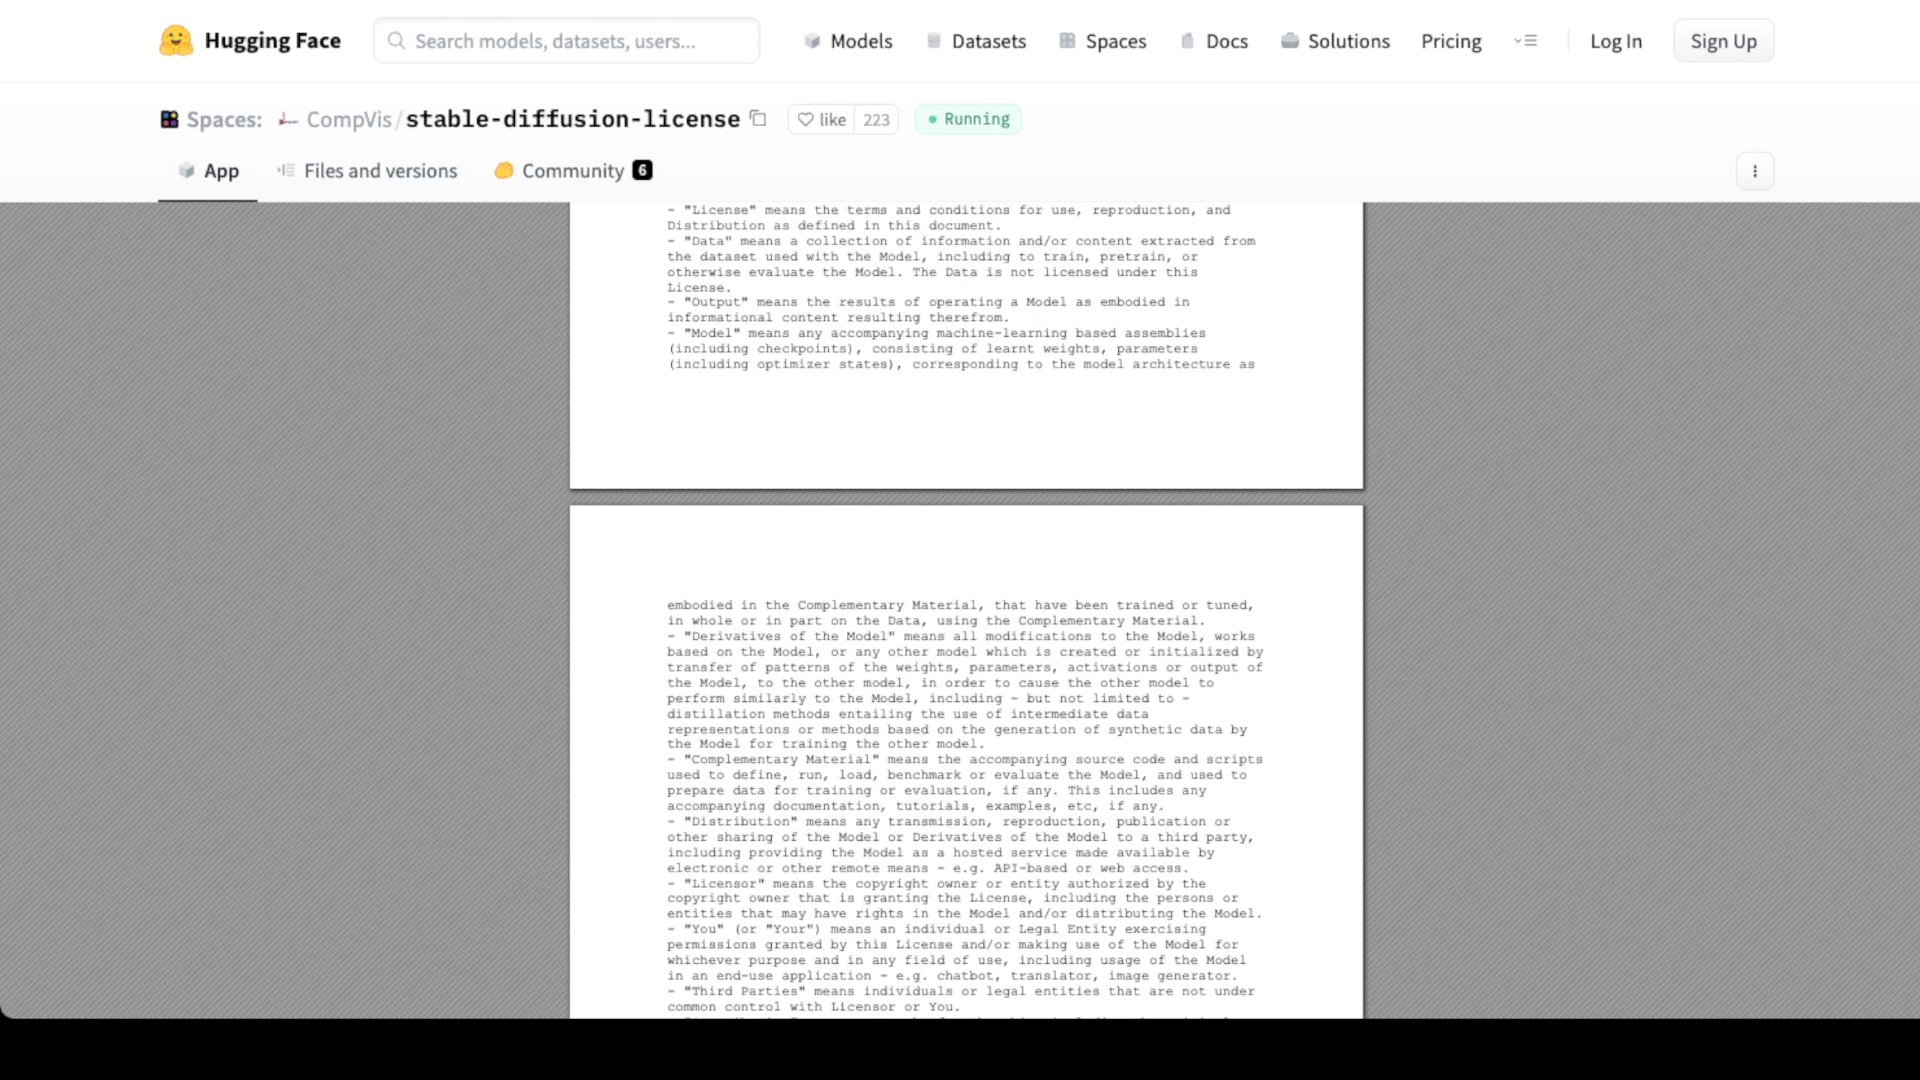 Hugging Face
Search models, datasets, users...
Models
Datasets
Spaces
Docs
Solutions
Pricing
Log In
Sign Up
Spaces: CompVis/stable-diffusion-license
like 223
Running
App
Files and versions
Community 6
- "License" means the terms and conditions for use, reproduction, and
Distribution as defined in this document.
- "Data" means a collection of information and/or content extracted from
the dataset used with the Model, including to train, pretrain, or
otherwise evaluate the Model. The Data is not licensed under this
License.
- "Output" means the results of operating a Model as embodied in
informational content resulting therefrom.
- "Model" means any accompanying machine-learning based assemblies
(including checkpoints), consisting of learnt weights, parameters
(including optimizer states), corresponding to the model architecture as
embodied in the Complementary Material, that have been trained or tuned,
in whole or in part on the Data, using the Complementary Material.
- "Derivatives of the Model" means all modifications to the Model, works
based on the Model, or any other model which is created or initialized by
transfer of patterns of the weights, parameters, activations or output of
the Model, to the other model, in order to cause the other model to
perform similarly to the Model, including - but not limited to -
distillation methods entailing the use of intermediate data
representations or methods based on the generation of synthetic data by
the Model for training the other model.
- "Complementary Material" means the accompanying source code and scripts
used to define, run, load, benchmark or evaluate the Model, and used to
prepare data for training or evaluation, if any. This includes any
accompanying documentation, tutorials, examples, etc, if any.
- "Distribution" means any transmission, reproduction, publication or
other sharing of the Model or Derivatives of the Model to a third party,
including providing the Model as a hosted service made available by
electronic or other remote means - e.g. API-based or web access.
- "Licensor" means the copyright owner or entity authorized by the
copyright owner that is granting the License, including the persons or
entities that may have rights in the Model and/or distributing the Model.
- "You" (or "Your") means an individual or Legal Entity exercising
permissions granted by this License and/or making use of the Model for
whichever purpose and in any field of use, including usage of the Model
in an end-use application - e.g. chatbot, translator, image generator.
- "Third Parties" means individuals or legal entities that are not under
common control with Licensor or You.